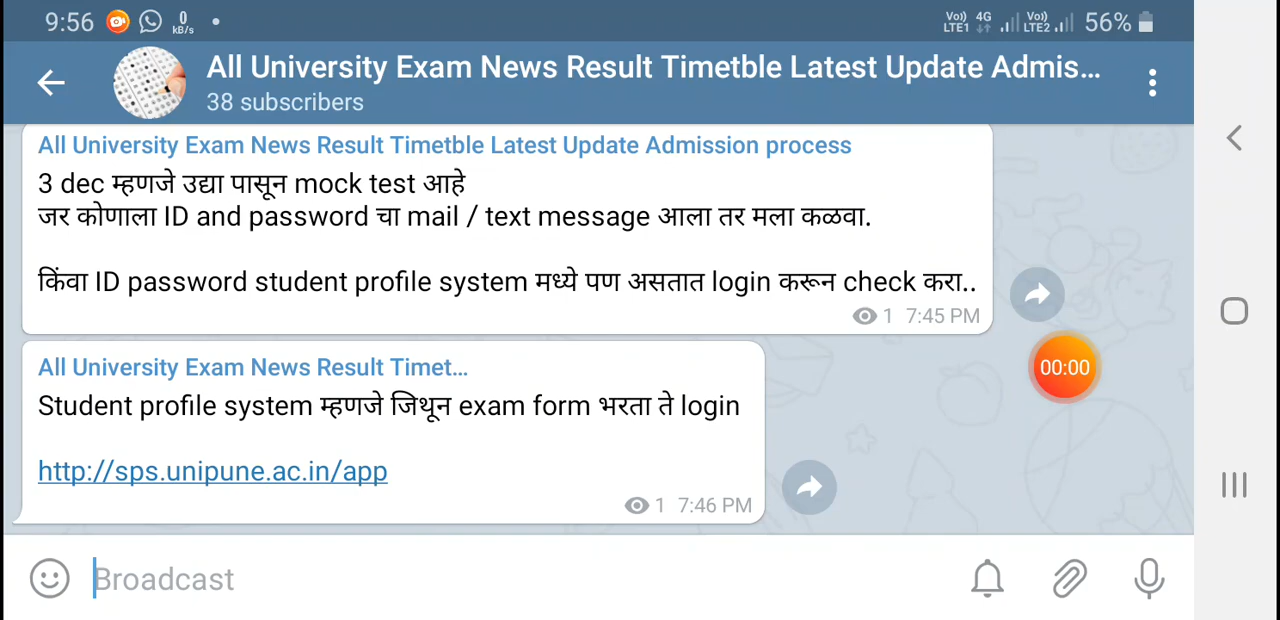 9:56 0 kB/s Vo)) LTE1 4G Vo)) LTE2 56%
All University Exam News Result Timetble Latest Update Admis...
38 subscribers
All University Exam News Result Timetble Latest Update Admission process
3 dec म्हणजे उद्या पासून mock test आहे
जर कोणाला ID and password चा mail / text message आला तर मला कळवा.
किंवा ID password student profile system मध्ये पण असतात login करून check करा..
1 7:45 PM
00:00
All University Exam News Result Timet...
Student profile system म्हणजे जिथून exam form भरता ते login
http://sps.unipune.ac.in/app
1 7:46 PM
Broadcast